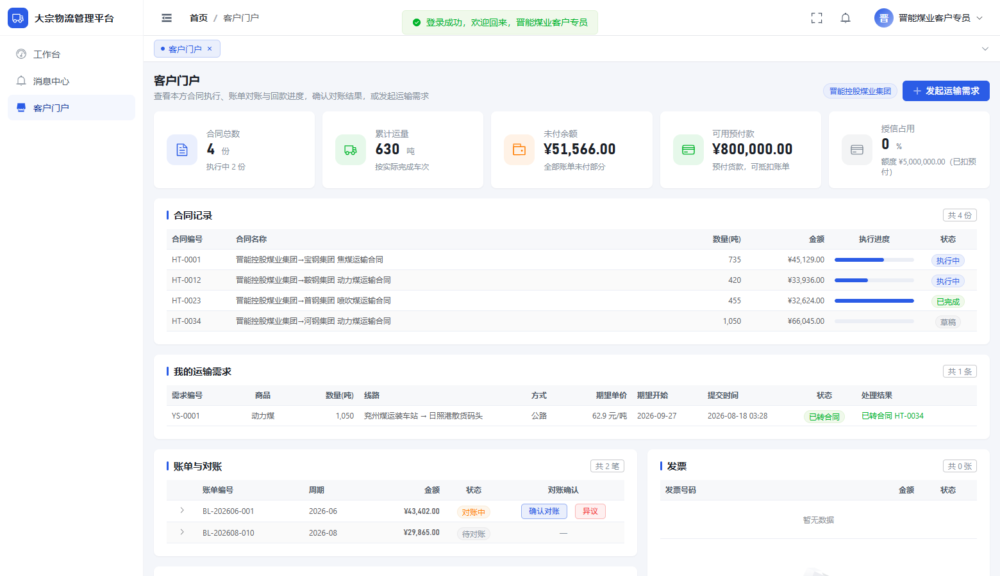 大宗物流管理平台
首页 / 客户门户
登录成功，欢迎回来，晋能煤业客户专员
晋 晋能煤业客户专员
工作台
消息中心
客户门户
客户门户 ×
客户门户
查看本方合同执行、账单对账与回款进度，确认对账结果，或发起运输需求
晋能控股煤业集团
发起运输需求
合同总数
4 份
执行中 2 份
累计运量
630 吨
按实际完成车次
未付余额
¥51,566.00
全部账单未付部分
可用预付款
¥800,000.00
预付货款，可抵扣账单
授信占用
0 %
额度 ¥5,000,000.00（已扣预
付）
合同记录 共 4 份
合同编号 合同名称 数量(吨) 金额 执行进度 状态
HT-0001 晋能控股煤业集团→宝钢集团 焦煤运输合同 735 ¥45,129.00 执行中
HT-0012 晋能控股煤业集团→鞍钢集团 动力煤运输合同 420 ¥33,936.00 执行中
HT-0023 晋能控股煤业集团→首钢集团 喷吹煤运输合同 455 ¥32,624.00 已完成
HT-0034 晋能控股煤业集团→河钢集团 动力煤运输合同 1,050 ¥66,045.00 草稿
我的运输需求 共 1 条
需求编号 商品 数量(吨) 线路 方式 期望单价 期望开始 提交时间 状态 处理结果
YS-0001 动力煤 1,050 兖州煤运装车站 → 日照港散货码头 公路 62.9 元/吨 2026-09-27 2026-08-18 03:28 已转合同 已转合同 HT-0034
账单与对账 共 2 笔
账单编号 周期 金额 状态 对账确认
BL-202606-001 2026-06 ¥43,402.00 对账中 确认对账 异议
BL-202608-010 2026-08 ¥29,865.00 待对账 —
发票 共 0 张
发票号码 金额 状态
暂无数据